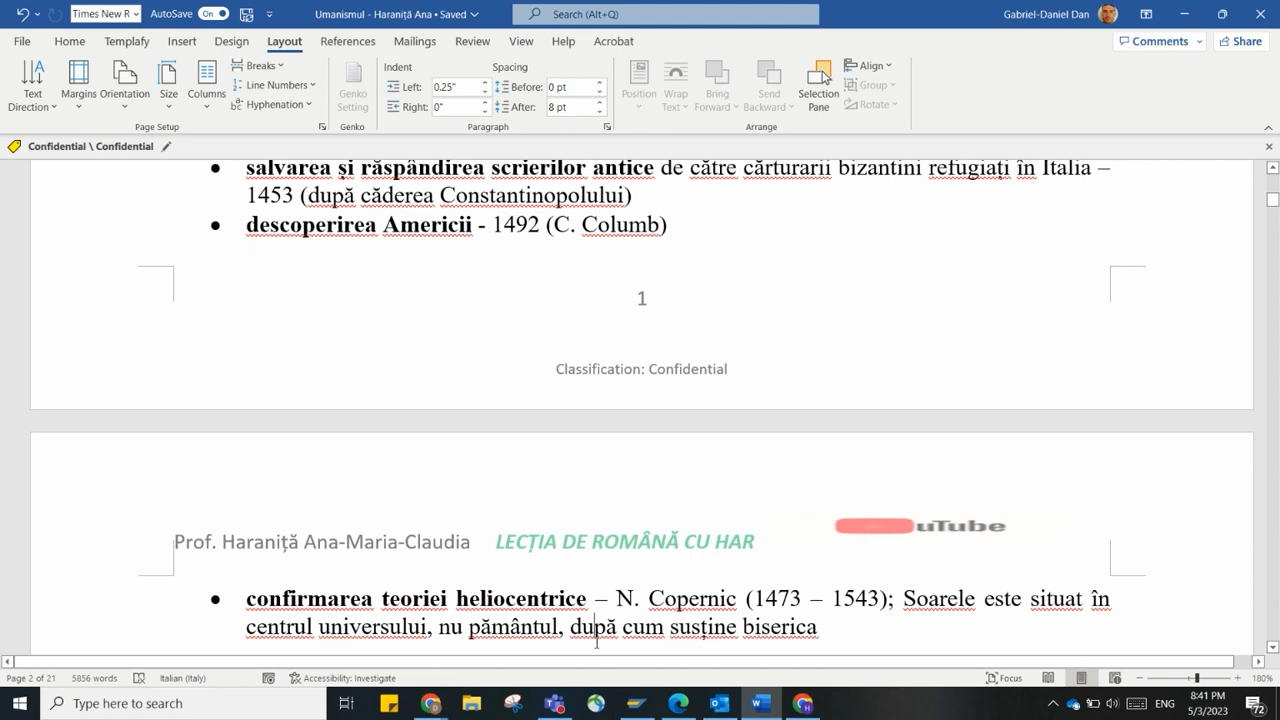 Times New R AutoSave On Umanismul - Haraniță Ana • Saved Search (Alt+Q) Gabriel-Daniel Dan
File Home Templafy Insert Design Layout References Mailings Review View Help Acrobat Comments Share
Breaks Indent Spacing Align
Line Numbers Left: 0.25" Before: 0 pt Group
Hyphenation Right: 0" After: 8 pt Rotate
Text Direction Margins Orientation Size Columns Genko Setting Position Wrap Text Bring Forward Send Backward Selection Pane
Page Setup Genko Paragraph Arrange
Confidential \ Confidential
• salvarea și răspândirea scrierilor antice de către cărturarii bizantini refugiați în Italia –
1453 (după căderea Constantinopolului)
• descoperirea Americii - 1492 (C. Columb)
1
Classification: Confidential
uTube
Prof. Haraniță Ana-Maria-Claudia LECȚIA DE ROMÂNĂ CU HAR
• confirmarea teoriei heliocentrice – N. Copernic (1473 – 1543); Soarele este situat în
centrul universului, nu pământul, după cum susține biserica
Page 2 of 21 5856 words Italian (Italy) Accessibility: Investigate Focus 180%
Type here to search ENG 8:41 PM 5/3/2023 72